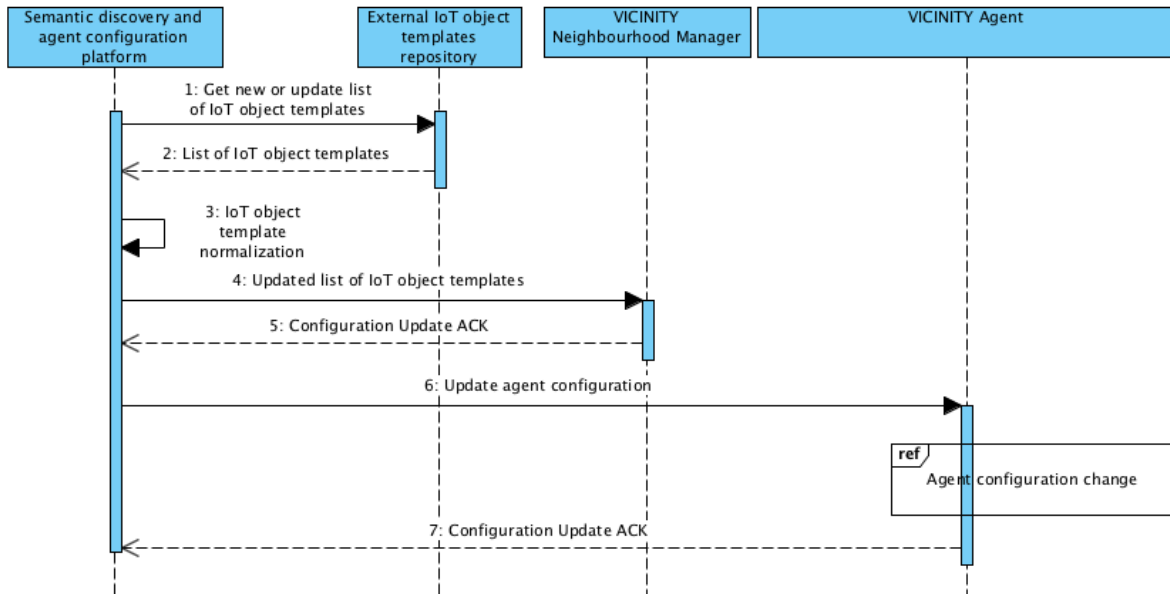 Semantic discovery and
agent configuration
platform
External IoT object
templates
repository
VICINITY
Neighbourhood Manager
VICINITY Agent
1: Get new or update list
of IoT object templates
2: List of IoT object templates
3: IoT object
template
normalization
4: Updated list of IoT object templates
5: Configuration Update ACK
6: Update agent configuration
ref
Agent configuration change
7: Configuration Update ACK